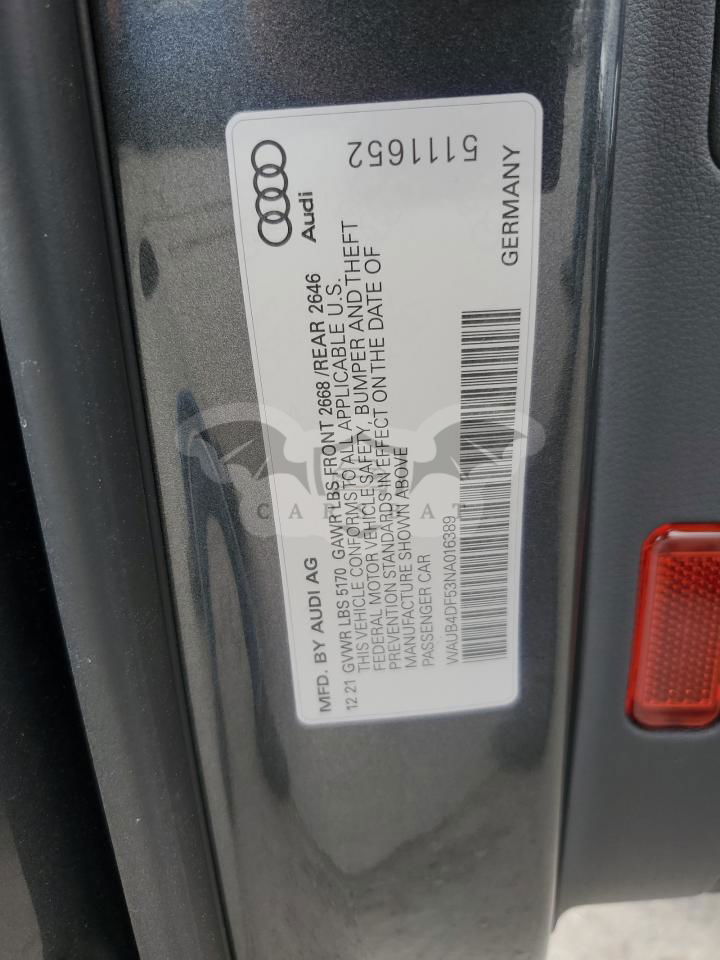 Audi
5111652
MFD. BY AUDI AG
12 21 GVWR LBS 5170 GAWR LBS FRONT 2668 /REAR 2646
THIS VEHICLE CONFORMS TO ALL APPLICABLE U.S.
FEDERAL MOTOR VEHICLE SAFETY, BUMPER AND THEFT
PREVENTION STANDARDS IN EFFECT ON THE DATE OF
MANUFACTURE SHOWN ABOVE
PASSENGER CAR
WAUB4DF53NA016389
GERMANY